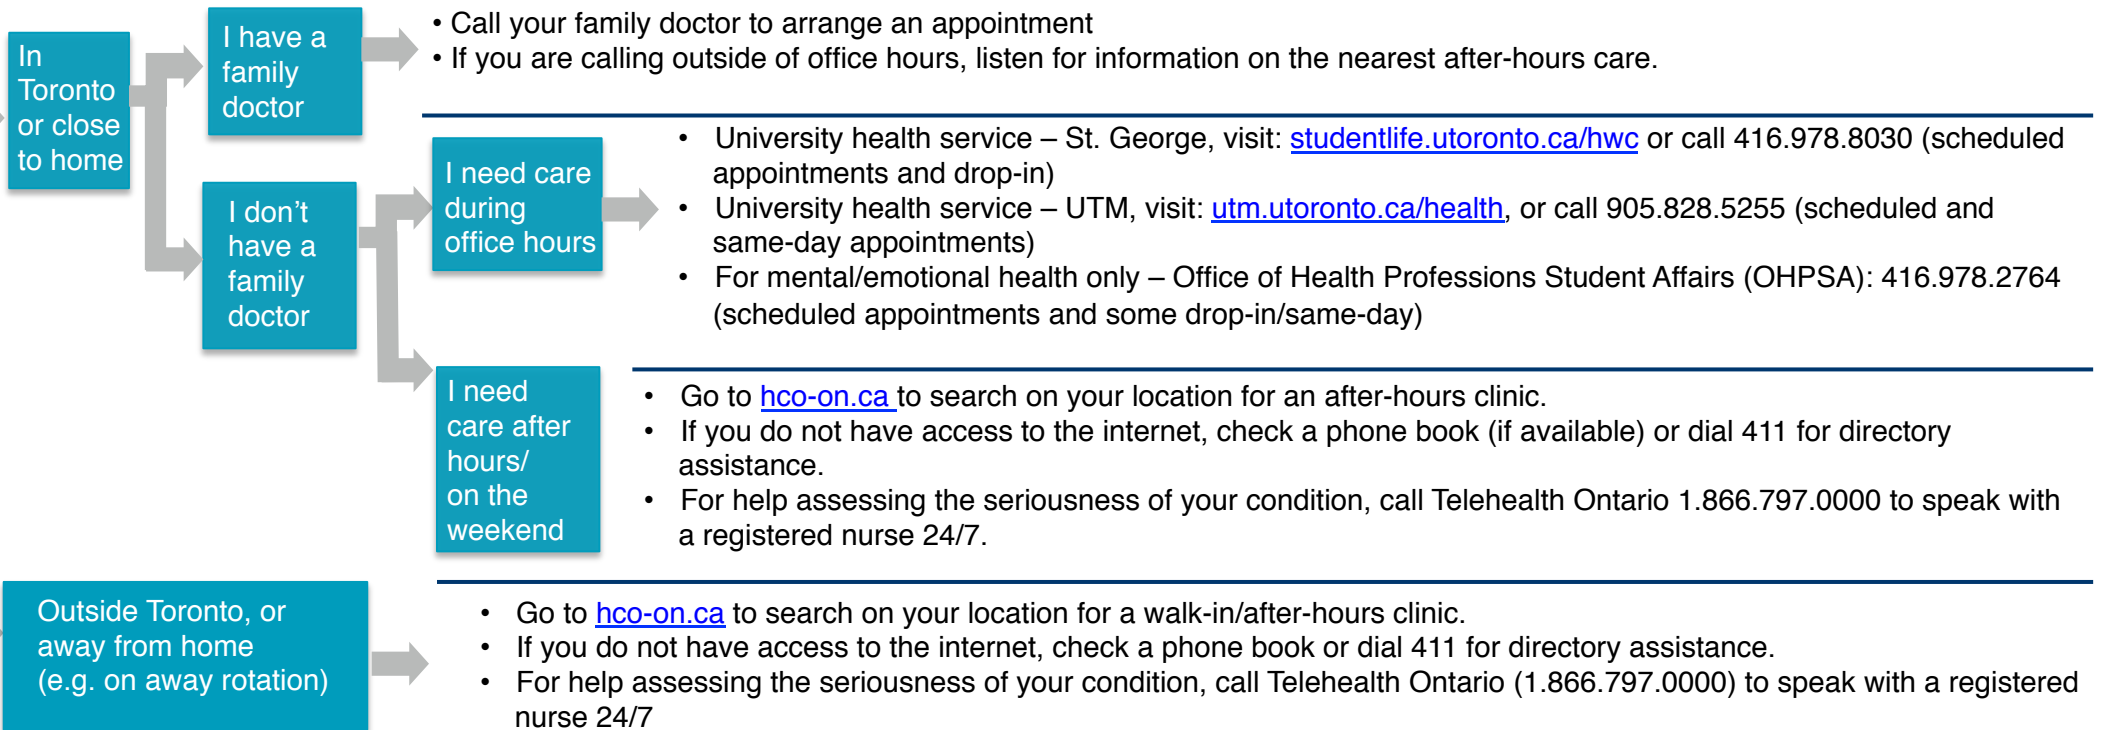 In
Toronto
or close
to home
I have a
family
doctor
• Call your family doctor to arrange an appointment
• If you are calling outside of office hours, listen for information on the nearest after-hours care.
I don’t
have a
family
doctor
I need care
during
office hours
• University health service – St. George, visit: studentlife.utoronto.ca/hwc or call 416.978.8030 (scheduled
appointments and drop-in)
• University health service – UTM, visit: utm.utoronto.ca/health, or call 905.828.5255 (scheduled and
same-day appointments)
• For mental/emotional health only – Office of Health Professions Student Affairs (OHPSA): 416.978.2764
(scheduled appointments and some drop-in/same-day)
I need
care after
hours/
on the
weekend
• Go to hco-on.ca to search on your location for an after-hours clinic.
• If you do not have access to the internet, check a phone book (if available) or dial 411 for directory
assistance.
• For help assessing the seriousness of your condition, call Telehealth Ontario 1.866.797.0000 to speak with
a registered nurse 24/7.
Outside Toronto, or
away from home
(e.g. on away rotation)
• Go to hco-on.ca to search on your location for a walk-in/after-hours clinic.
• If you do not have access to the internet, check a phone book or dial 411 for directory assistance.
• For help assessing the seriousness of your condition, call Telehealth Ontario (1.866.797.0000) to speak with a registered
nurse 24/7